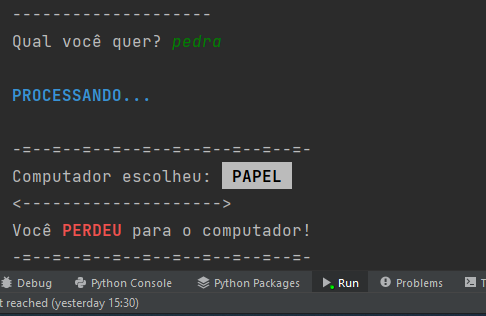 --------------------
Qual você quer? pedra
PROCESSANDO...
-=--=--=--=--=--=--=--=--=--=-
Computador escolheu: PAPEL
<-------------------->
Você PERDEU para o computador!
-=--=--=--=--=--=--=--=--=--=-
Debug Python Console Python Packages Run Problems T
t reached (yesterday 15:30)